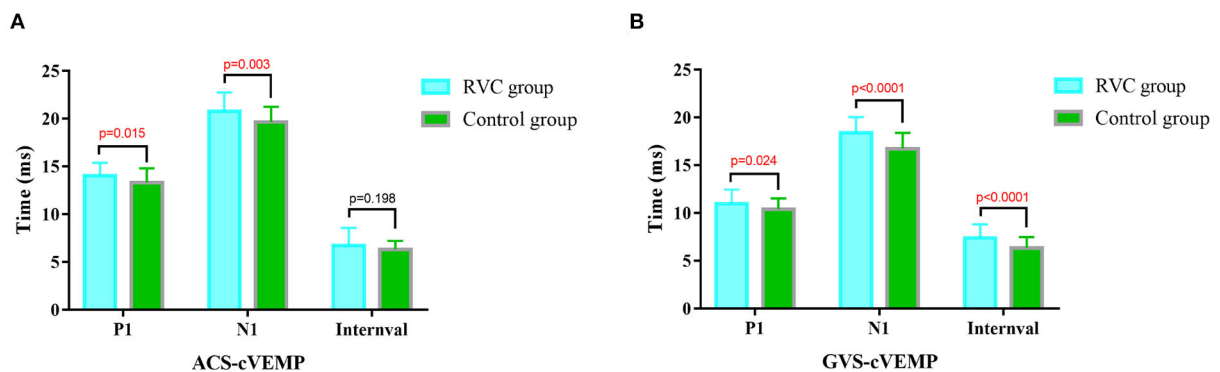 A
Time (ms)
25
20
15
10
5
0
p=0.015
p=0.003
p=0.198
RVC group
Control group
P1 N1 Internval
ACS-cVEMP
B
Time (ms)
25
20
15
10
5
0
p=0.024
p<0.0001
p<0.0001
RVC group
Control group
P1 N1 Internval
GVS-cVEMP